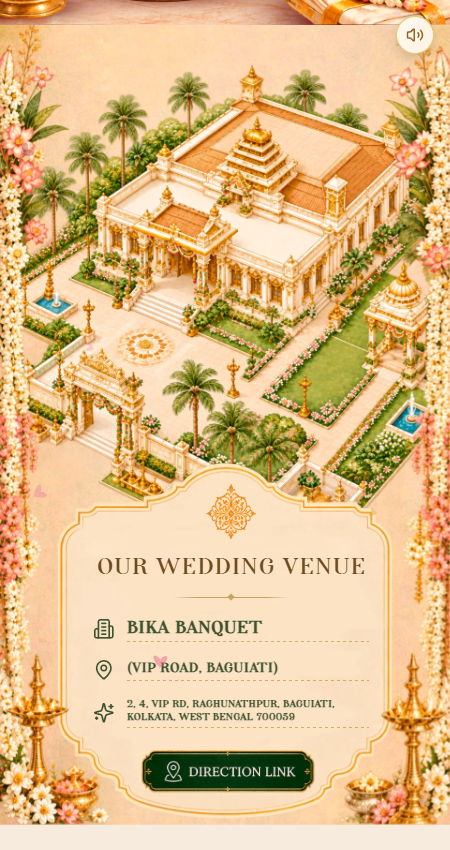 OUR WEDDING VENUE
BIKA BANQUET
(VIP ROAD, BAGUIATI)
2, 4, VIP RD, RAGHUNATHPUR, BAGUIATI,
KOLKATA, WEST BENGAL 700059
DIRECTION LINK